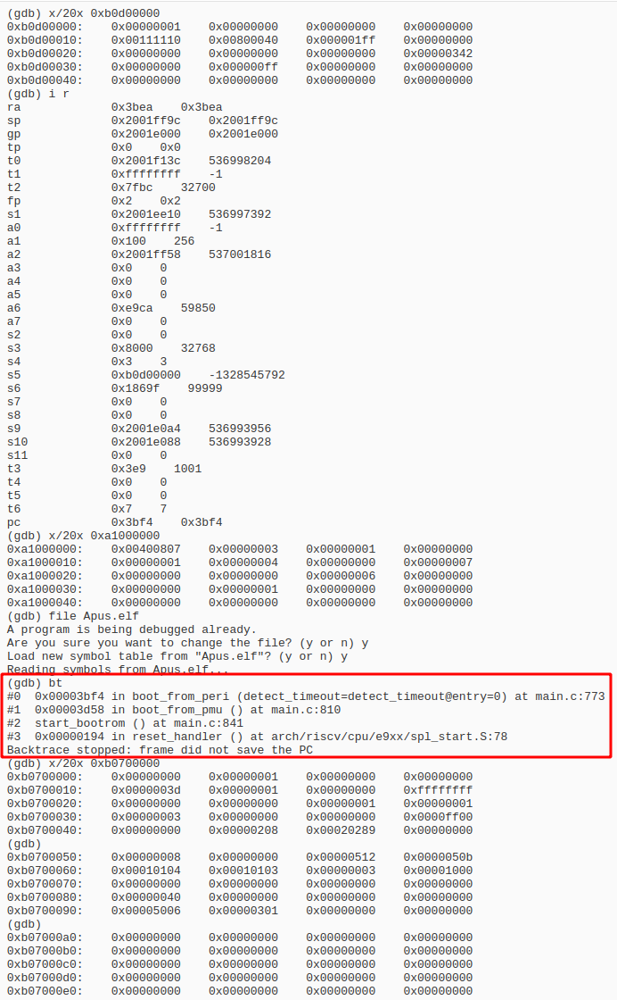 (gdb) x/20x 0xb0d00000
0xb0d00000:    0x00000001    0x00000000    0x00000000    0x00000000
0xb0d00010:    0x00111110    0x00800040    0x000001ff    0x00000000
0xb0d00020:    0x00000000    0x00000000    0x00000000    0x00000342
0xb0d00030:    0x00000000    0x000000ff    0x00000000    0x00000000
0xb0d00040:    0x00000000    0x00000000    0x00000000    0x00000000
(gdb) i r
ra             0x3bea    0x3bea
sp             0x2001ff9c    0x2001ff9c
gp             0x2001e000    0x2001e000
tp             0x0    0x0
t0             0x2001f13c    536998204
t1             0xffffffff    -1
t2             0x7fbc    32700
fp             0x2    0x2
s1             0x2001ee10    536997392
a0             0xffffffff    -1
a1             0x100    256
a2             0x2001ff58    537001816
a3             0x0    0
a4             0x0    0
a5             0x0    0
a6             0xe9ca    59850
a7             0x0    0
s2             0x0    0
s3             0x8000    32768
s4             0x3    3
s5             0xb0d00000    -1328545792
s6             0x1869f    99999
s7             0x0    0
s8             0x0    0
s9             0x2001e0a4    536993956
s10            0x2001e088    536993928
s11            0x0    0
t3             0x3e9    1001
t4             0x0    0
t5             0x0    0
t6             0x7    7
pc             0x3bf4    0x3bf4
(gdb) x/20x 0xa1000000
0xa1000000:    0x00400807    0x00000003    0x00000001    0x00000000
0xa1000010:    0x00000001    0x00000004    0x00000000    0x00000007
0xa1000020:    0x00000000    0x00000000    0x00000006    0x00000000
0xa1000030:    0x00000000    0x00000001    0x00000000    0x00000000
0xa1000040:    0x00000000    0x00000000    0x00000000    0x00000000
(gdb) file Apus.elf
A program is being debugged already.
Are you sure you want to change the file? (y or n) y
Load new symbol table from "Apus.elf"? (y or n) y
Reading symbols from Apus.elf...
(gdb) bt
#0  0x00003bf4 in boot_from_peri (detect_timeout=detect_timeout@entry=0) at main.c:773
#1  0x00003d58 in boot_from_pmu () at main.c:810
#2  start_bootrom () at main.c:841
#3  0x00000194 in reset_handler () at arch/riscv/cpu/e9xx/spl_start.S:78
Backtrace stopped: frame did not save the PC
(gdb) x/20x 0xb0700000
0xb0700000:    0x00000000    0x00000001    0x00000000    0x00000000
0xb0700010:    0x0000003d    0x00000001    0x00000000    0xffffffff
0xb0700020:    0x00000000    0x00000000    0x00000001    0x00000001
0xb0700030:    0x00000003    0x00000000    0x00000000    0x0000ff00
0xb0700040:    0x00000208    0x00020289    0x00000000    0x00000000
(gdb)
0xb0700050:    0x00000008    0x00000000    0x00000512    0x0000050b
0xb0700060:    0x00010104    0x00010103    0x00000003    0x00001000
0xb0700070:    0x00000000    0x00000000    0x00000000    0x00000000
0xb0700080:    0x00000040    0x00000000    0x00000000    0x00000000
0xb0700090:    0x00005006    0x00000301    0x00000000    0x00000000
(gdb)
0xb07000a0:    0x00000000    0x00000000    0x00000000    0x00000000
0xb07000b0:    0x00000000    0x00000000    0x00000000    0x00000000
0xb07000c0:    0x00000000    0x00000000    0x00000000    0x00000000
0xb07000d0:    0x00000000    0x00000000    0x00000000    0x00000000
0xb07000e0:    0x00000000    0x00000000    0x00000000    0x00000000